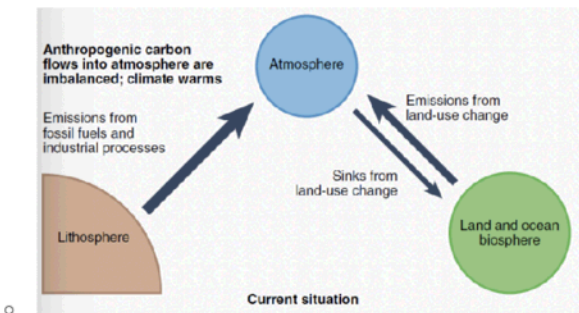 Anthropogenic carbon
flows into atmosphere are
imbalanced; climate warms
Atmosphere
Emissions from
fossil fuels and
industrial processes
Emissions from
land-use change
Sinks from
land-use change
Lithosphere
Land and ocean
biosphere
Current situation